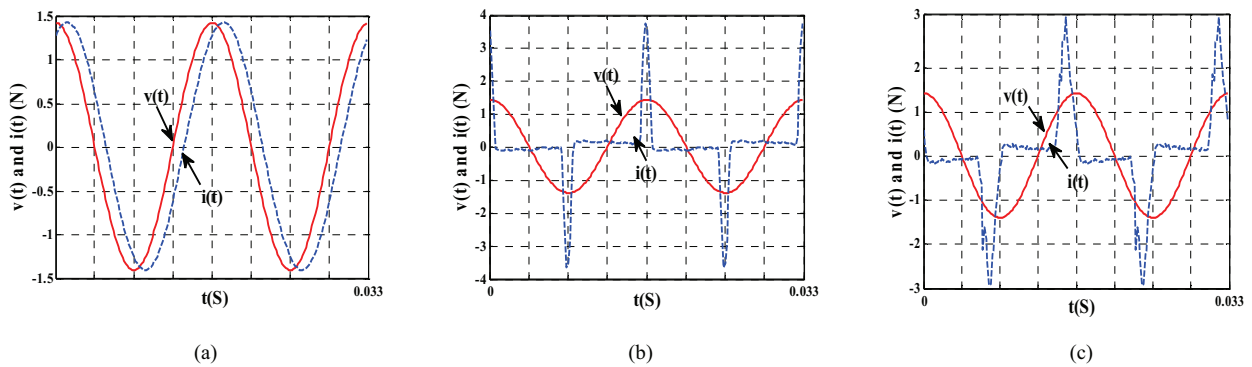 v(t) and i(t) (N)
1.5
1
0.5
0
-0.5
-1
-1.5
v(t)
i(t)
0.033
t(S)
(a)
v(t) and i(t) (N)
4
3
2
1
0
-1
-2
-3
-4
v(t)
i(t)
0
0.033
t(S)
(b)
v(t) and i(t) (N)
3
2
1
0
-1
-2
-3
v(t)
i(t)
0
0.033
t(S)
(c)